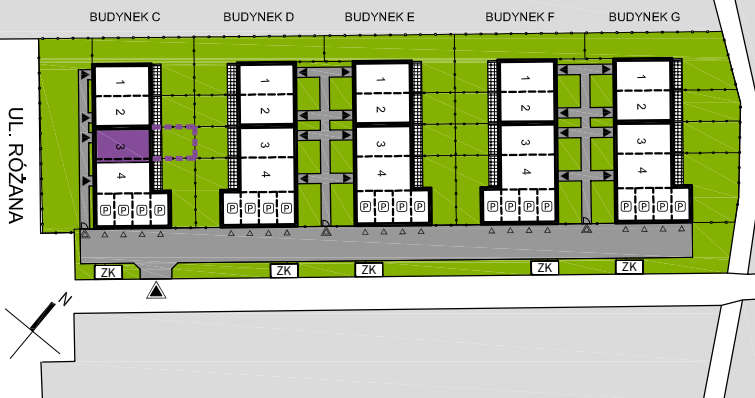 BUDYNEK C BUDYNEK D BUDYNEK E BUDYNEK F BUDYNEK G
1 1 1 1 1
2 2 2 2 2
3 3 3 3 3
4 4 4 4 4
P P P P P P P P P P P P P P P P P P P P
UL. RÓŻANA
ZK ZK ZK ZK ZK
N